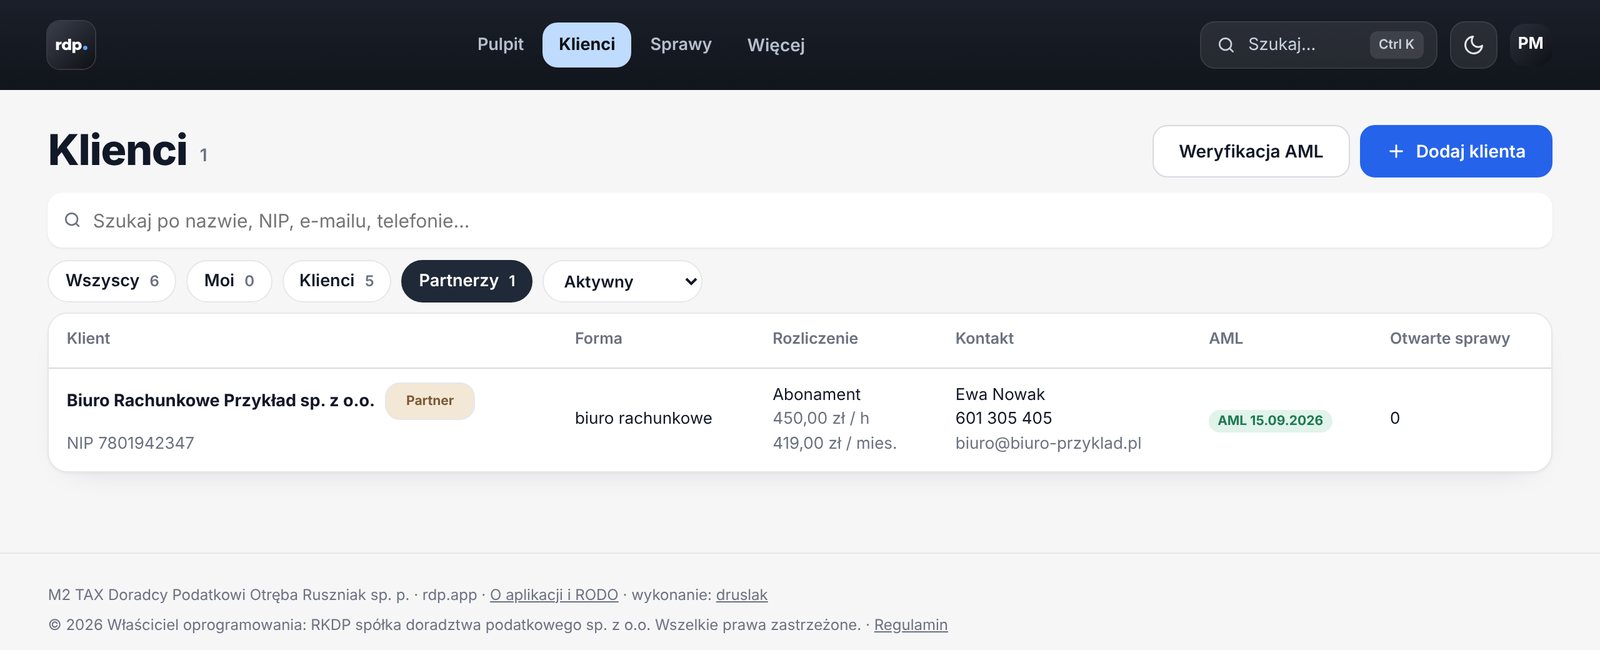 rdp.
Pulpit Klienci Sprawy Więcej
Szukaj... Ctrl K
PM
Klienci 1
Weryfikacja AML
+ Dodaj klienta
Szukaj po nazwie, NIP, e-mailu, telefonie...
Wszyscy 6 Moi 0 Klienci 5 Partnerzy 1 Aktywny
Klient Forma Rozliczenie Kontakt AML Otwarte sprawy
Biuro Rachunkowe Przykład sp. z o.o. Partner
NIP 7801942347
biuro rachunkowe
Abonament
450,00 zł / h
419,00 zł / mies.
Ewa Nowak
601 305 405
biuro@biuro-przyklad.pl
AML 15.09.2026
0
M2 TAX Doradcy Podatkowi Otręba Ruszniak sp. p. · rdp.app · O aplikacji i RODO · wykonanie: druslak
© 2026 Właściciel oprogramowania: RKDP spółka doradztwa podatkowego sp. z o.o. Wszelkie prawa zastrzeżone. · Regulamin